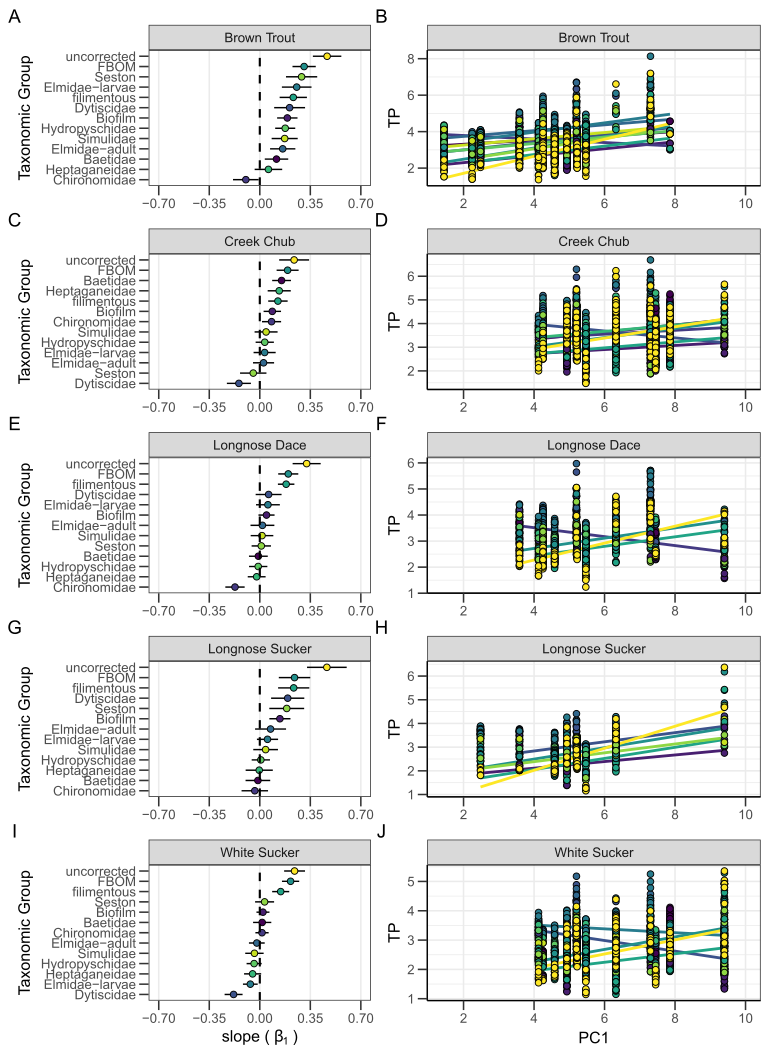 A
Brown Trout
Taxonomic Group
uncorrected
FBOM
Seston
Elmidae−larvae
filimentous
Dytiscidae
Biofilm
Hydropyschidae
Simulidae
Elmidae−adult
Baetidae
Heptaganeidae
Chironomidae
−0.70 −0.35 0.00 0.35 0.70
B
Brown Trout
TP
8
6
4
2
2 4 6 8 10
C
Creek Chub
Taxonomic Group
uncorrected
FBOM
Baetidae
Heptaganeidae
filimentous
Biofilm
Chironomidae
Simulidae
Hydropyschidae
Elmidae−larvae
Elmidae−adult
Seston
Dytiscidae
−0.70 −0.35 0.00 0.35 0.70
D
Creek Chub
TP
6
5
4
3
2
2 4 6 8 10
E
Longnose Dace
Taxonomic Group
uncorrected
FBOM
filimentous
Dytiscidae
Elmidae−larvae
Biofilm
Elmidae−adult
Simulidae
Seston
Baetidae
Hydropyschidae
Heptaganeidae
Chironomidae
−0.70 −0.35 0.00 0.35 0.70
F
Longnose Dace
TP
6
5
4
3
2
1
2 4 6 8 10
G
Longnose Sucker
Taxonomic Group
uncorrected
FBOM
filimentous
Dytiscidae
Seston
Biofilm
Elmidae−adult
Elmidae−larvae
Simulidae
Hydropyschidae
Heptaganeidae
Baetidae
Chironomidae
−0.70 −0.35 0.00 0.35 0.70
H
Longnose Sucker
TP
6
5
4
3
2
1
2 4 6 8 10
I
White Sucker
Taxonomic Group
uncorrected
FBOM
filimentous
Seston
Biofilm
Baetidae
Chironomidae
Elmidae−adult
Simulidae
Hydropyschidae
Heptaganeidae
Elmidae−larvae
Dytiscidae
−0.70 −0.35 0.00 0.35 0.70
slope ( β₁ )
J
White Sucker
TP
5
4
3
2
1
2 4 6 8 10
PC1